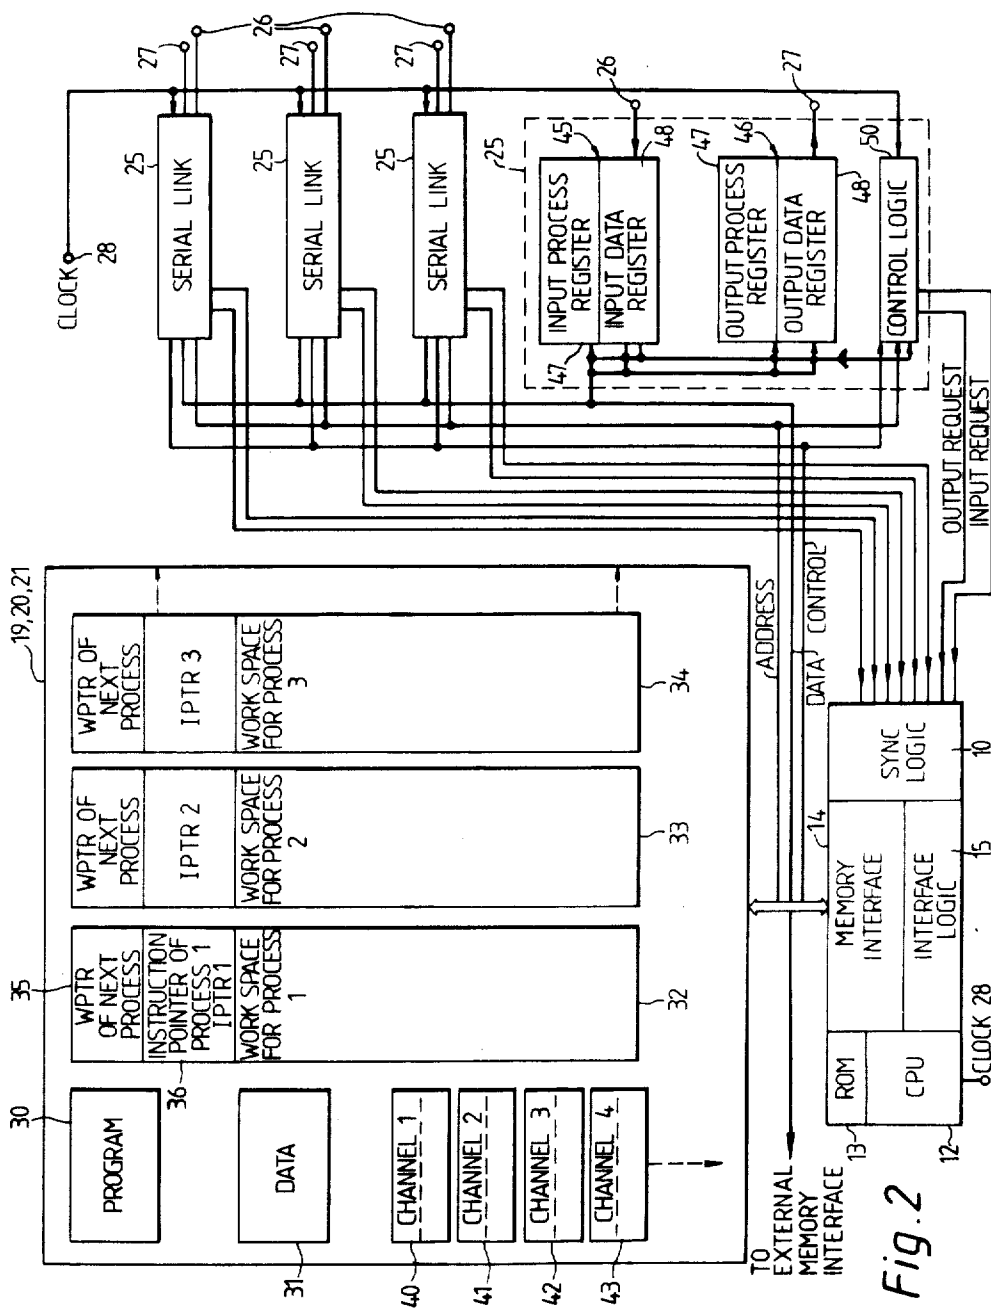 19,20,21
30
PROGRAM
31
DATA
40
CHANNEL 1
41
CHANNEL 2
42
CHANNEL 3
43
CHANNEL 4
35
WPTR
OF NEXT
PROCESS
INSTRUCTION
POINTER OF
PROCESS 1
IPTR 1
36
WORK SPACE
FOR PROCESS
1
32
WPTR OF
NEXT
PROCESS
IPTR 2
WORK SPACE
FOR PROCESS
2
33
WPTR OF
NEXT
PROCESS
IPTR 3
WORK SPACE
FOR PROCESS
3
34
CLOCK
28
27
26
25
SERIAL LINK
27
25
SERIAL LINK
27
25
SERIAL LINK
25
INPUT PROCESS
REGISTER
45
INPUT DATA
REGISTER
47
48
26
OUTPUT PROCESS
REGISTER
47
46
OUTPUT DATA
REGISTER
48
27
CONTROL LOGIC
50
OUTPUT REQUEST
INPUT REQUEST
ADDRESS
DATA
CONTROL
TO
EXTERNAL
MEMORY
INTERFACE
13
ROM
12
CPU
CLOCK 28
14
MEMORY
INTERFACE
INTERFACE
LOGIC
15
SYNC
LOGIC
10
Fig.2